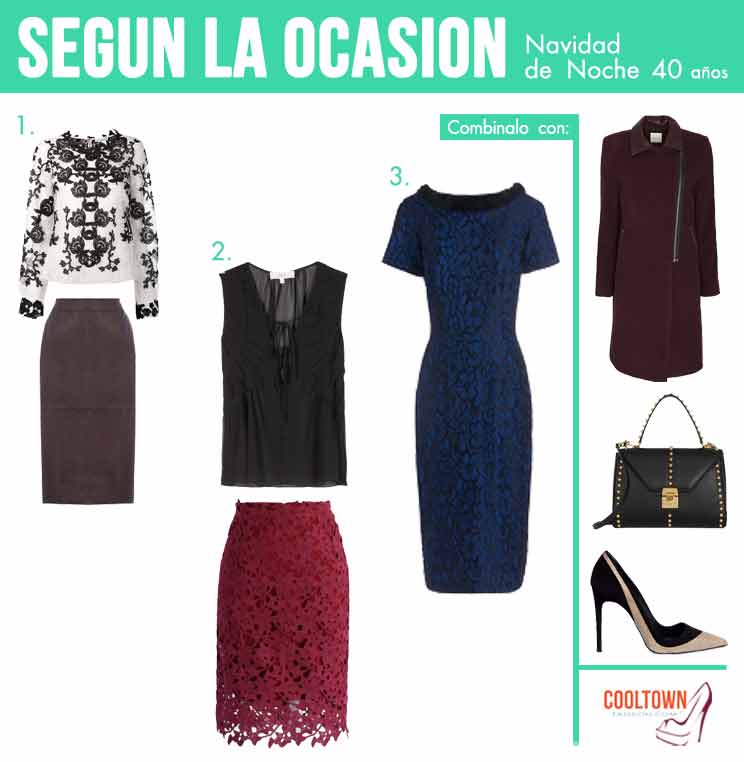 SEGUN LA OCASION
Navidad
de Noche 40 años
1.
2.
3.
Combinalo con:
COOLTOWN